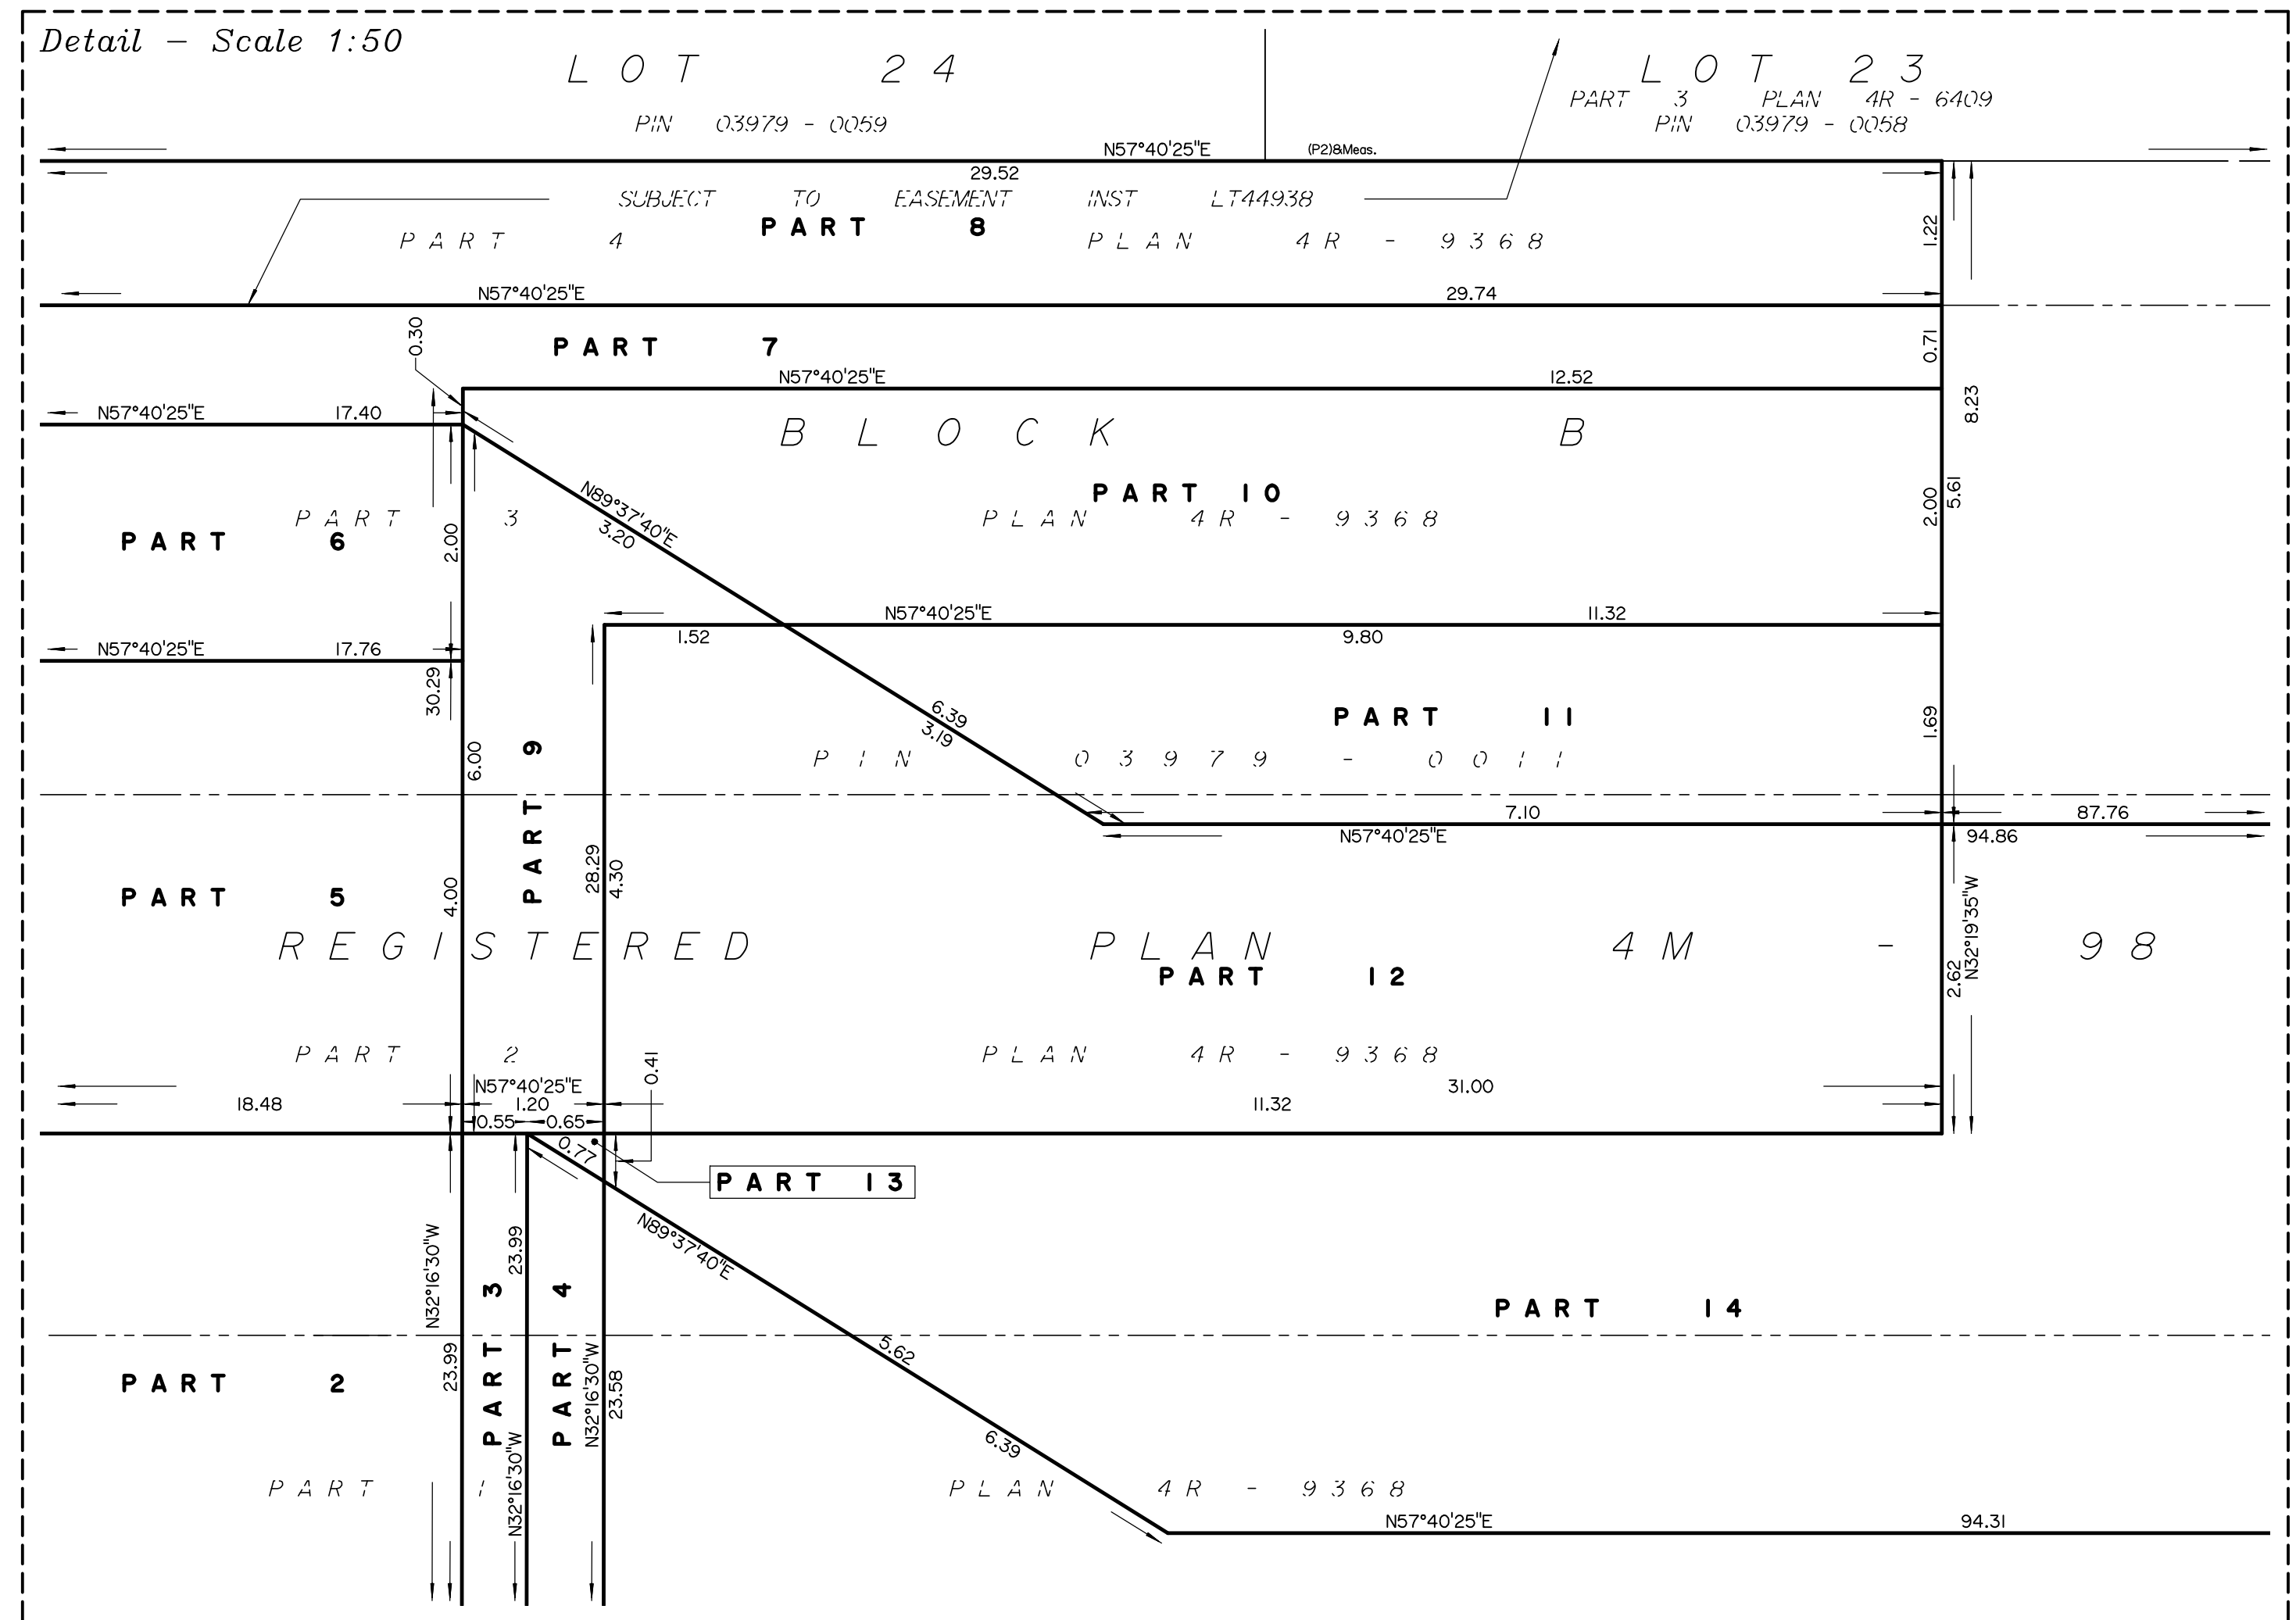 Detail – Scale 1:50
LOT 24
LOT 23
PART 3 PLAN 4R - 6409
PIN 03979 - 0059
PIN 03979 - 0058
N57°40'25"E
(P2)&Meas.
29.52
SUBJECT TO EASEMENT INST LT44938
PART 8
1.22
PART 4 PLAN 4R - 9368
N57°40'25"E
29.74
0.30
PART 7
0.71
N57°40'25"E
12.52
8.23
N57°40'25"E
17.40
BLOCK B
PART 10
N89°37'40"E
3.20
2.00
5.61
PART 3 PLAN 4R - 9368
PART 6
2.00
N57°40'25"E
11.32
1.52
9.80
N57°40'25"E
17.76
30.29
6.39
3.19
PART 11
1.69
6.00
PART 9
PIN 03979 - 0011
7.10
87.76
N57°40'25"E
94.86
28.29
4.30
PART 5
4.00
N32°19'35"W
2.62
REGISTERED PLAN 4M - 98
PART 12
PART 2 PLAN 4R - 9368
0.41
N57°40'25"E
31.00
18.48
1.20
11.32
0.55
0.65
0.77
PART 13
N32°16'30"W
23.99
N89°37'40"E
PART 3
PART 4
PART 14
5.62
PART 2
23.99
N32°16'30"W
23.58
N32°16'30"W
6.39
PART 1 PLAN 4R - 9368
N57°40'25"E
94.31